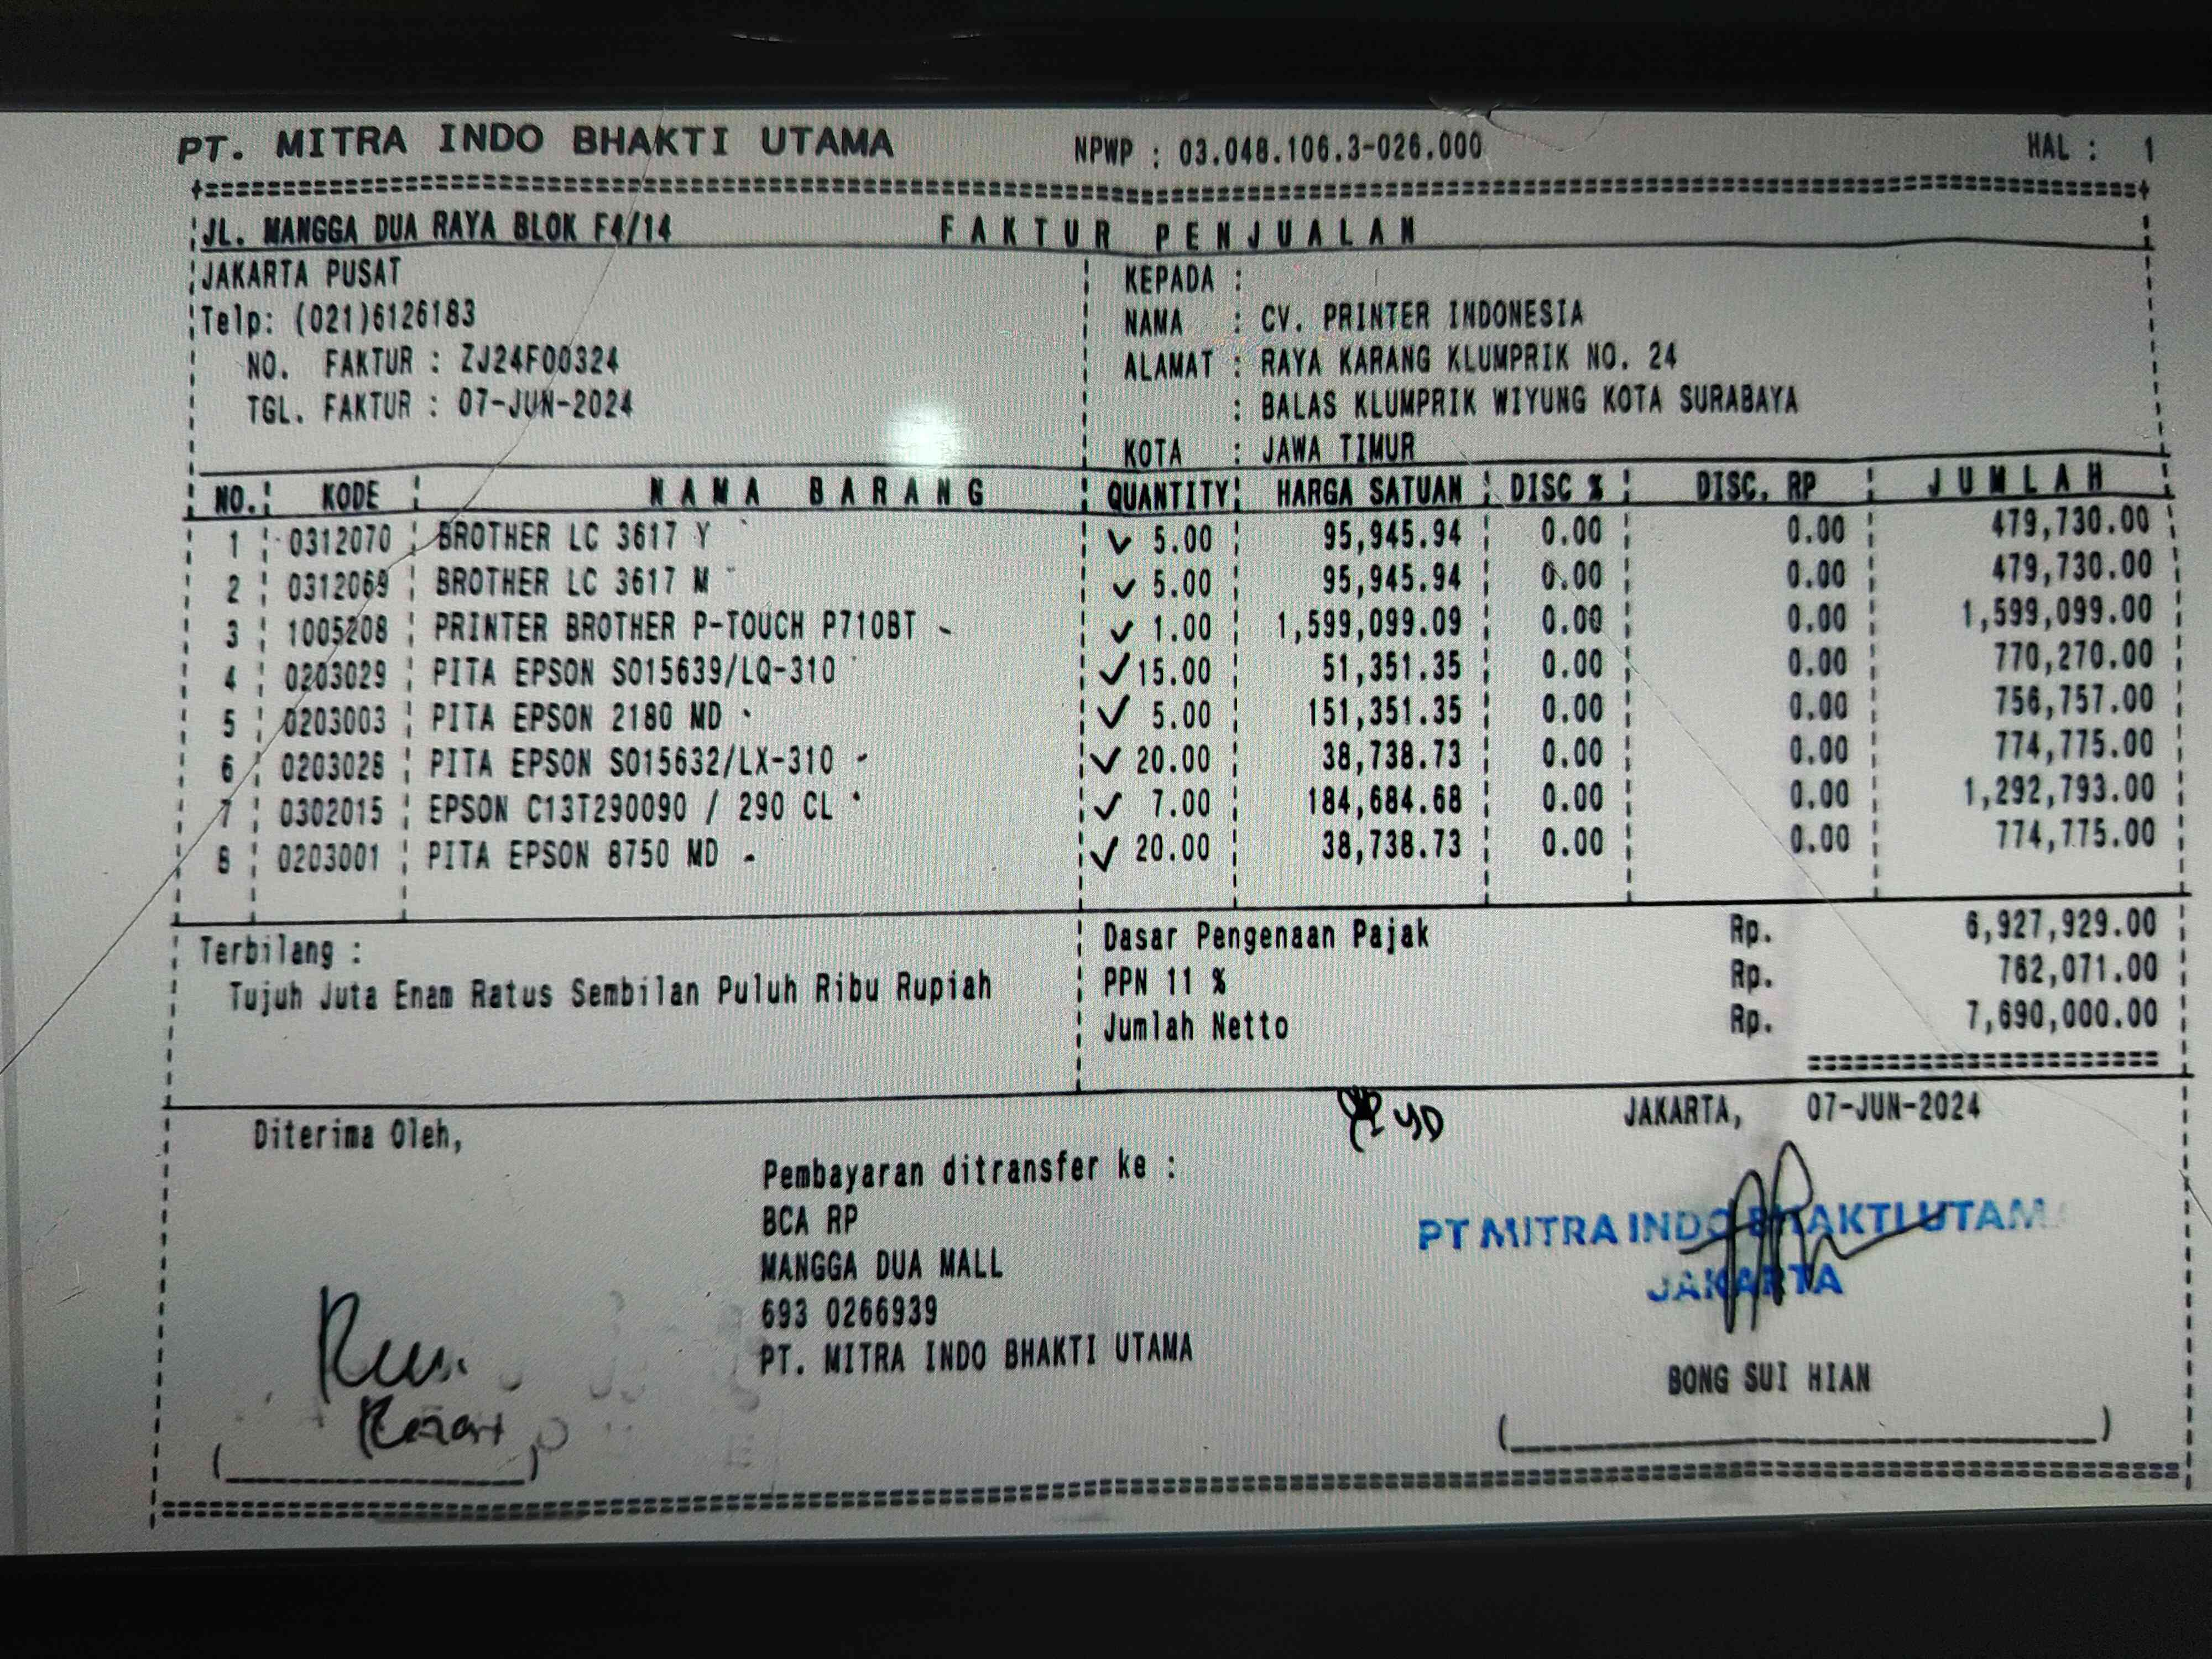 PT. MITRA INDO BHAKTI UTAMA NPWP : 03.048.106.3-026.000 HAL : 1
JL. MANGGA DUA RAYA BLOK F4/14 FAKTUR PENJUALAN
JAKARTA PUSAT KEPADA :
Telp: (021)6126183 NAMA : CV. PRINTER INDONESIA
NO. FAKTUR : ZJ24F00324 ALAMAT : RAYA KARANG KLUMPRIK NO. 24
TGL. FAKTUR : 07-JUN-2024 : BALAS KLUMPRIK WIYUNG KOTA SURABAYA
KOTA : JAWA TIMUR
NO. KODE NAMA BARANG QUANTITY HARGA SATUAN DISC % DISC. RP JUMLAH
1 0312070 BROTHER LC 3617 Y 5.00 95,945.94 0.00 0.00 479,730.00
2 0312069 BROTHER LC 3617 M 5.00 95,945.94 0.00 0.00 479,730.00
3 1005208 PRINTER BROTHER P-TOUCH P710BT 1.00 1,599,099.09 0.00 0.00 1,599,099.00
4 0203029 PITA EPSON SO15639/LQ-310 15.00 51,351.35 0.00 0.00 770,270.00
5 0203003 PITA EPSON 2180 MD 5.00 151,351.35 0.00 0.00 756,757.00
6 0203028 PITA EPSON SO15632/LX-310 20.00 38,738.73 0.00 0.00 774,775.00
7 0302015 EPSON C13T290090 / 290 CL 7.00 184,684.68 0.00 0.00 1,292,793.00
8 0203001 PITA EPSON 8750 MD 20.00 38,738.73 0.00 0.00 774,775.00
Dasar Pengenaan Pajak Rp. 6,927,929.00
Terbilang :
Tujuh Juta Enam Ratus Sembilan Puluh Ribu Rupiah PPN 11 % Rp. 762,071.00
Jumlah Netto Rp. 7,690,000.00
Diterima Oleh, JAKARTA, 07-JUN-2024
Pembayaran ditransfer ke :
BCA RP
PT MITRA INDO BHAKTI UTAMA
MANGGA DUA MALL
JAKARTA
693 0266939
PT. MITRA INDO BHAKTI UTAMA
BONG SUI HIAN